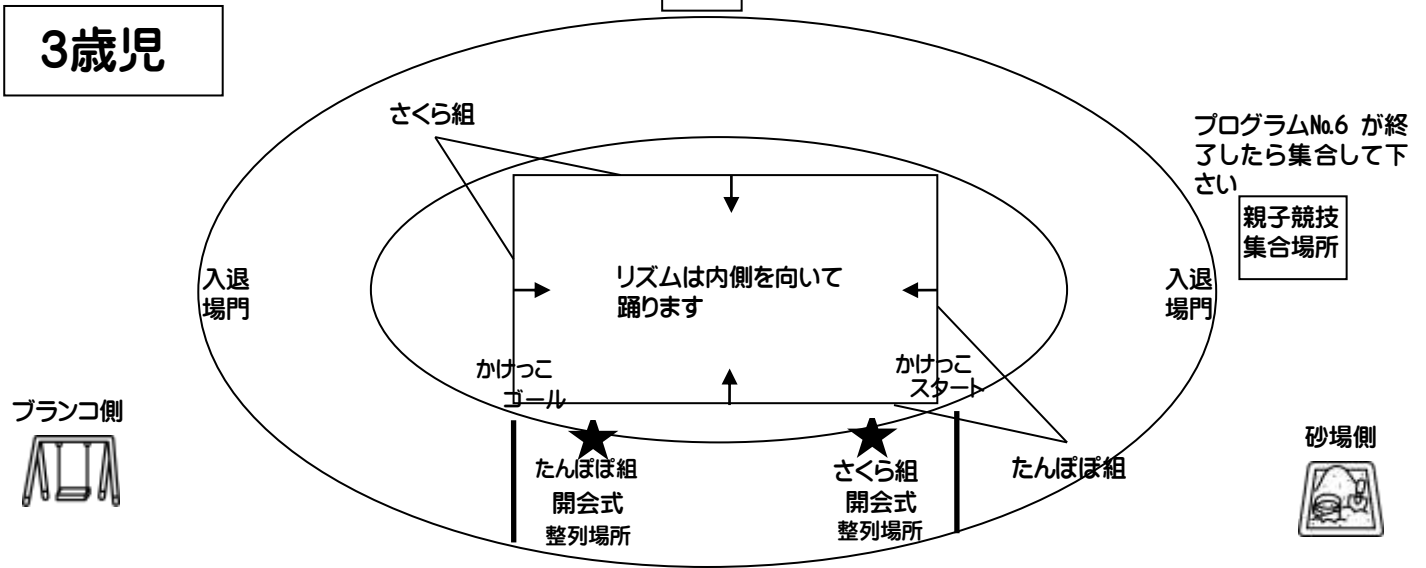 3歳児
さくら組
プログラム№6 が終
了したら集合して下
さい
親子競技
集合場所
入退
場門
リズムは内側を向いて
踊ります
入退
場門
かけっこ
ゴール
かけっこ
スタート
ブランコ側
たんぽぽ組
開会式
整列場所
さくら組
開会式
整列場所
たんぽぽ組
砂場側